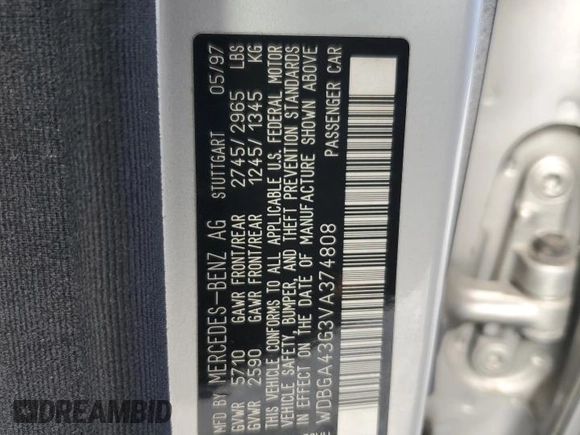 MFD BY MERCEDES-BENZ AG STUTTGART 05/97
GVWR 5710 GAWR FRONT/REAR 2745/2965 LBS
GVWR 2590 GAWR FRONT/REAR 1245/1345 KG
THIS VEHICLE CONFORMS TO ALL APPLICABLE U.S. FEDERAL MOTOR
VEHICLE SAFETY, BUMPER, AND THEFT PREVENTION STANDARDS
IN EFFECT ON THE DATE OF MANUFACTURE SHOWN ABOVE
WDBGA43G3VA374808 PASSENGER CAR
DREAMBID